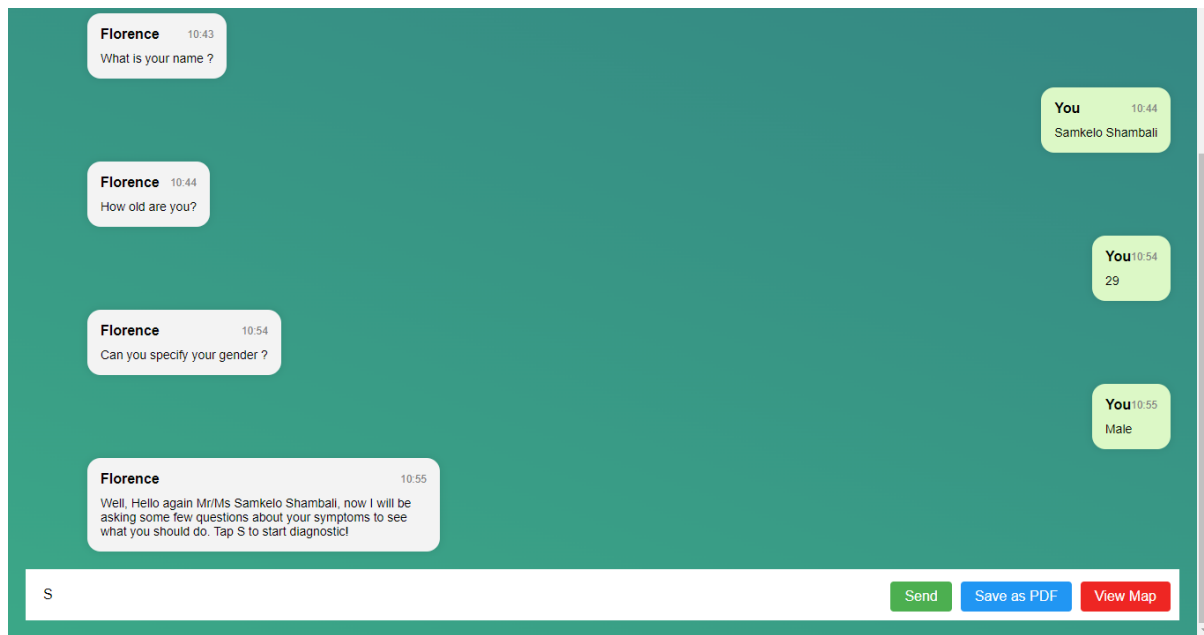 Florence 10:43
What is your name ?
You 10:44
Samkelo Shambali
Florence 10:44
How old are you?
You 10:54
29
Florence 10:54
Can you specify your gender ?
You 10:55
Male
Florence 10:55
Well, Hello again Mr/Ms Samkelo Shambali, now I will be
asking some few questions about your symptoms to see
what you should do. Tap S to start diagnostic!
S Send Save as PDF View Map